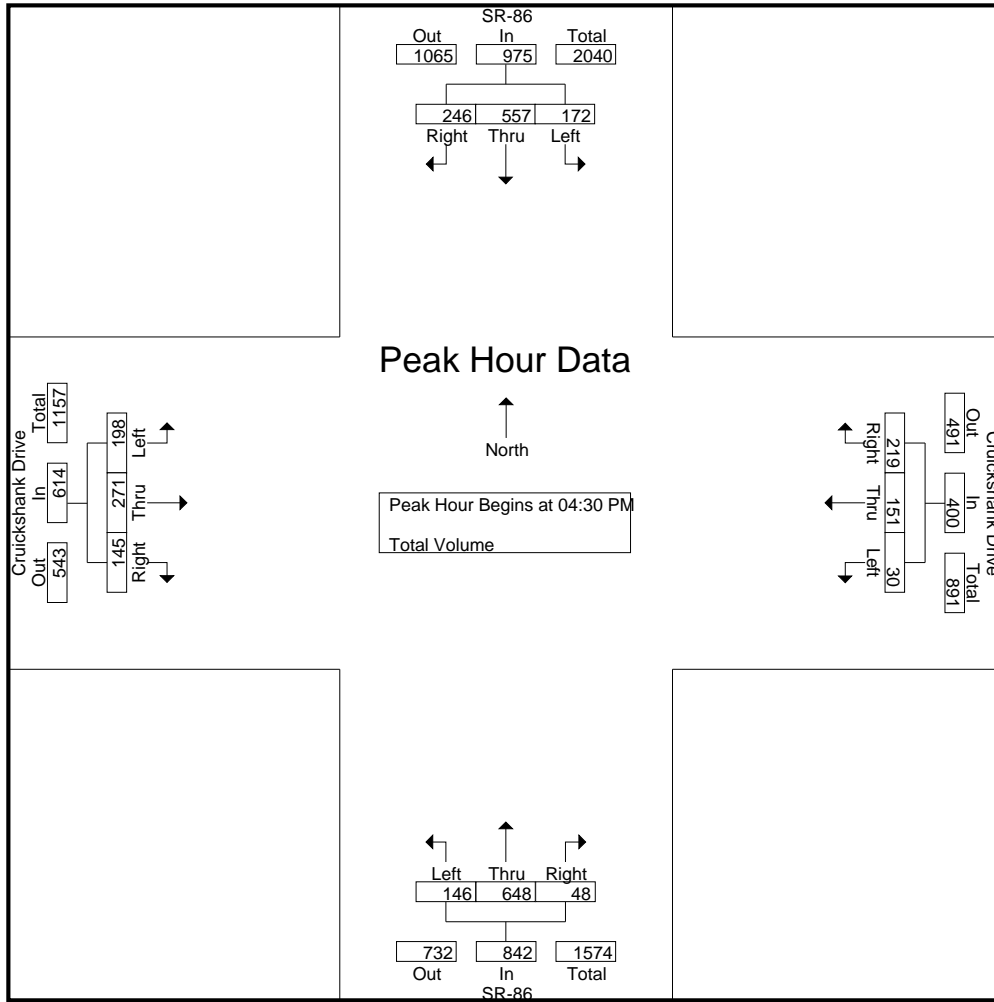 SR-86
Out In Total
1065 975 2040
246 557 172
Right Thru Left
Peak Hour Data
North
Peak Hour Begins at 04:30 PM
Total Volume
Cruickshank Drive
Out In Total
543 614 1157
198 271 145
Left Thru Right
Cruickshank Drive
Out In Total
491 400 891
219 151 30
Right Thru Left
Left Thru Right
146 648 48
732 842 1574
Out In Total
SR-86